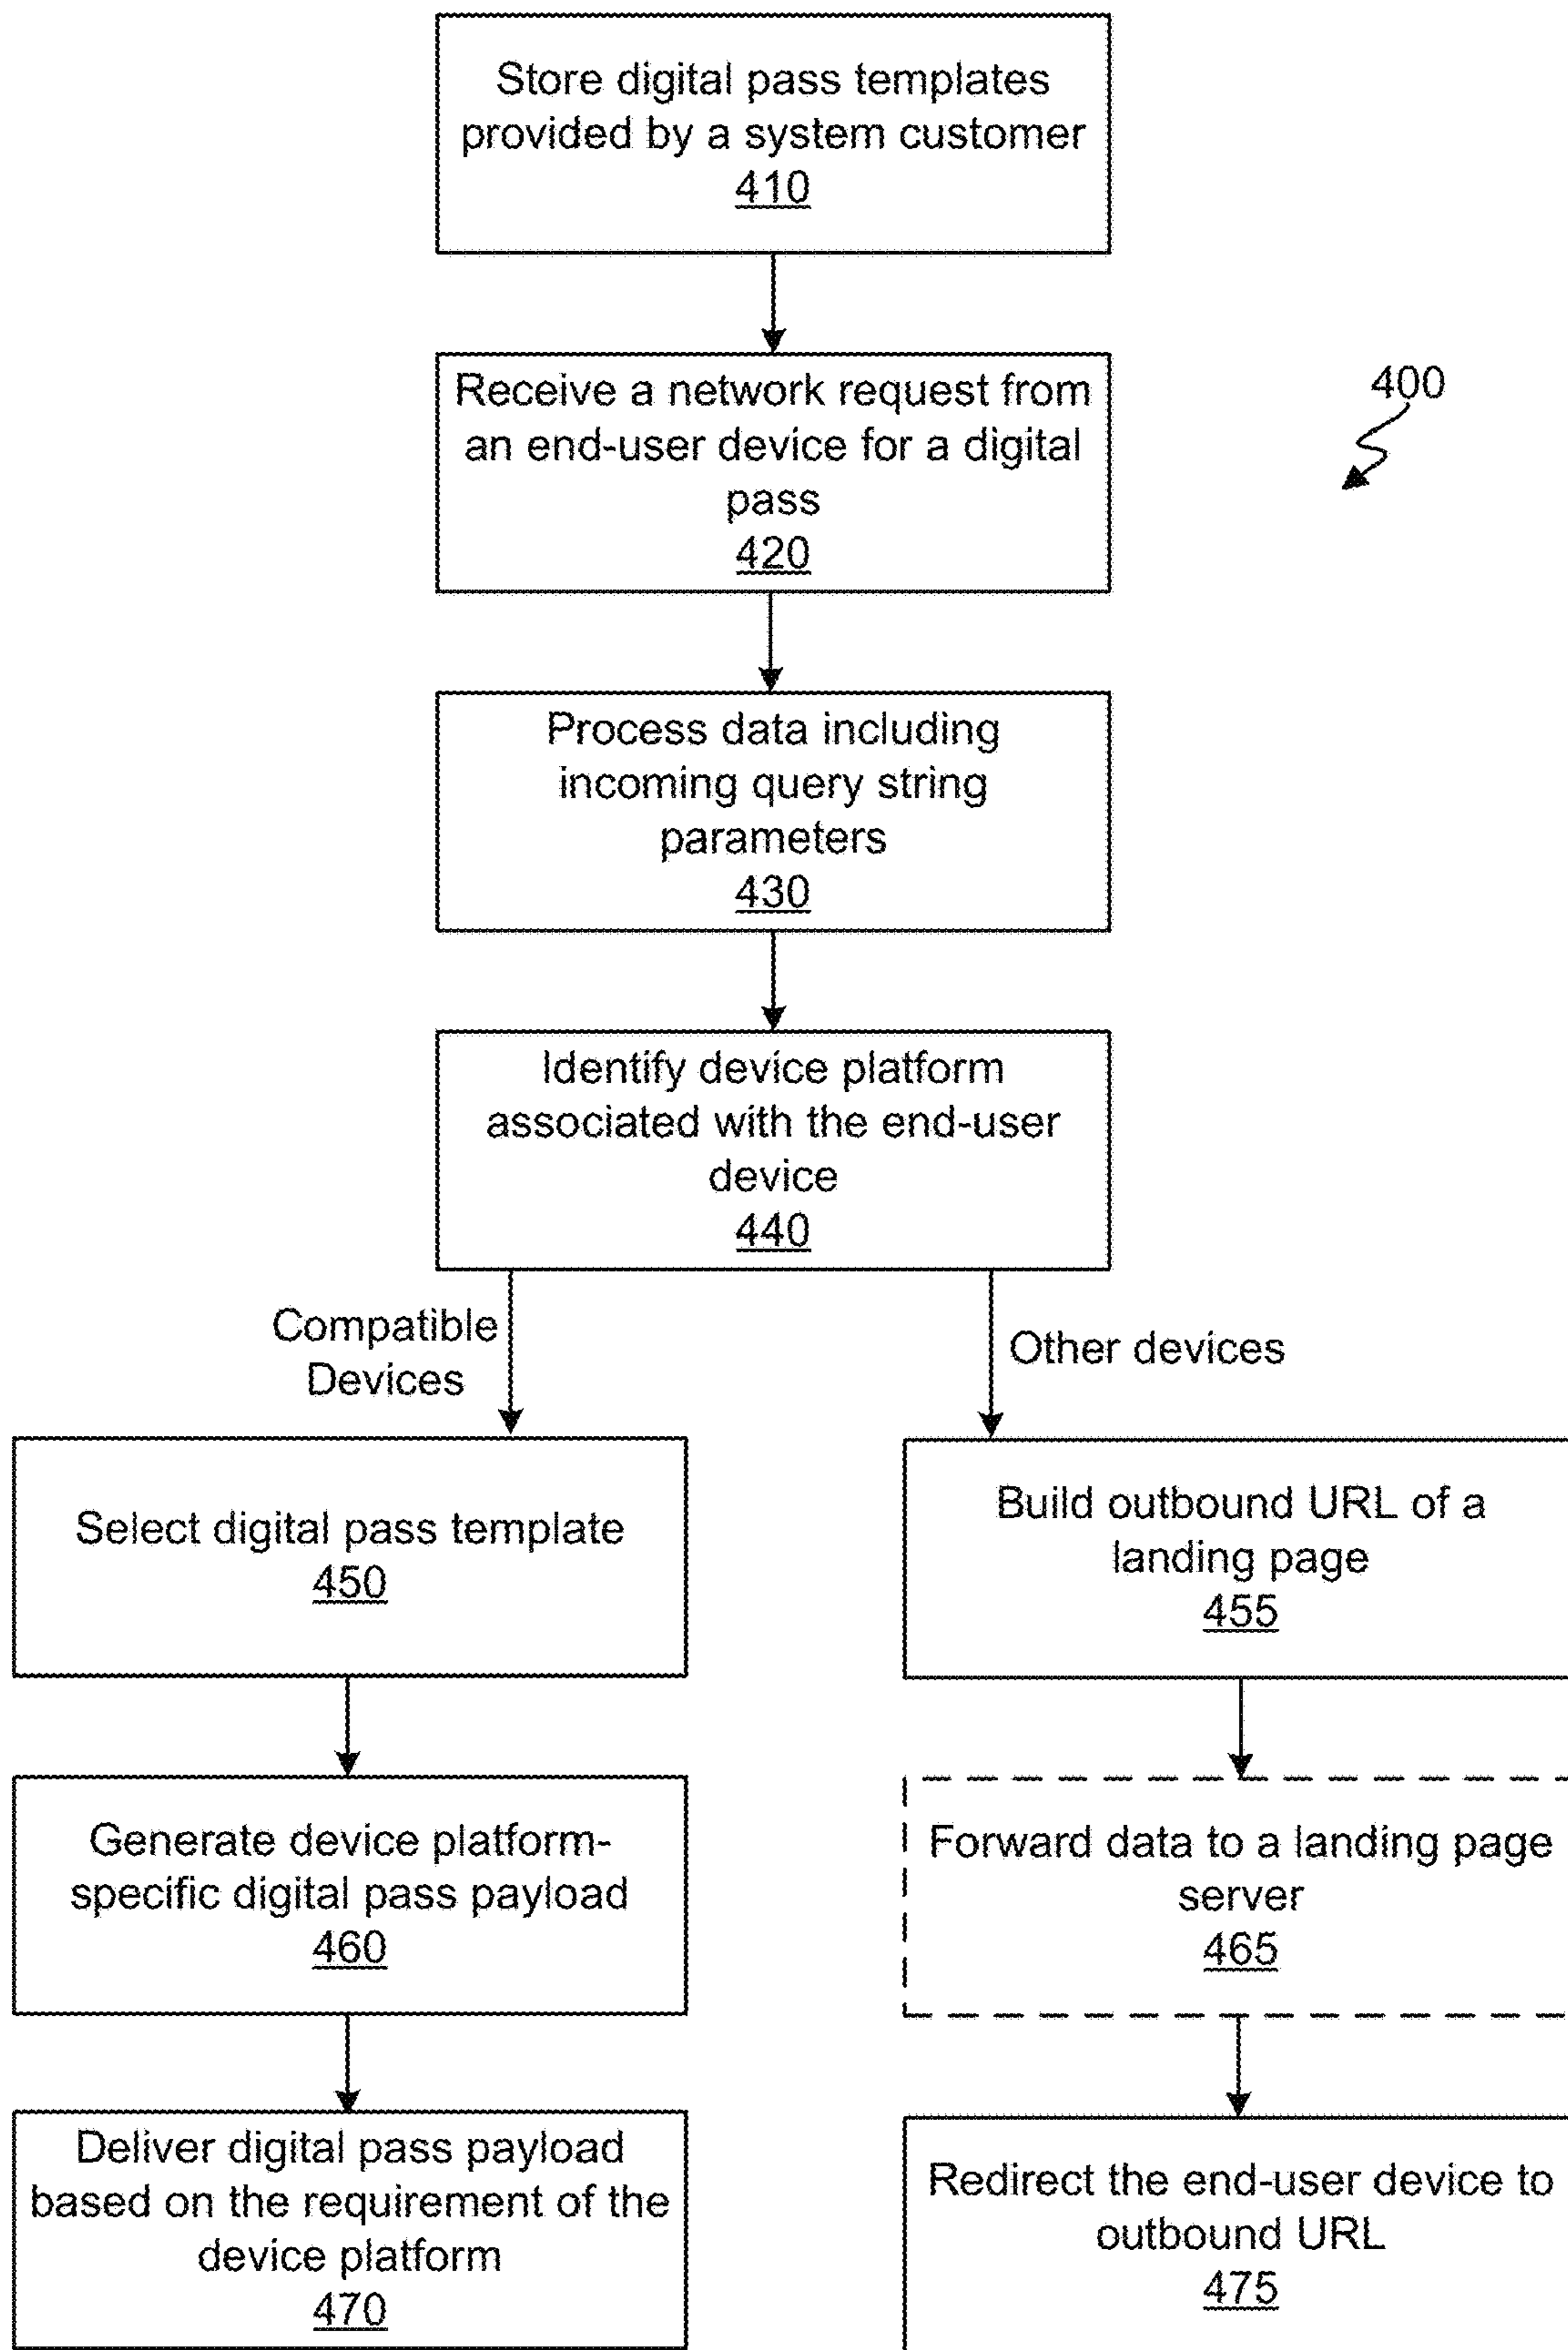 Store digital pass templates
provided by a system customer
410
Receive a network request from
an end-user device for a digital
pass
420
400
Process data including
incoming query string
parameters
430
Identify device platform
associated with the end-user
device
440
Compatible
Devices
Other devices
Select digital pass template
450
Build outbound URL of a
landing page
455
Generate device platform-
specific digital pass payload
460
Forward data to a landing page
server
465
Deliver digital pass payload
based on the requirement of the
device platform
470
Redirect the end-user device to
outbound URL
475